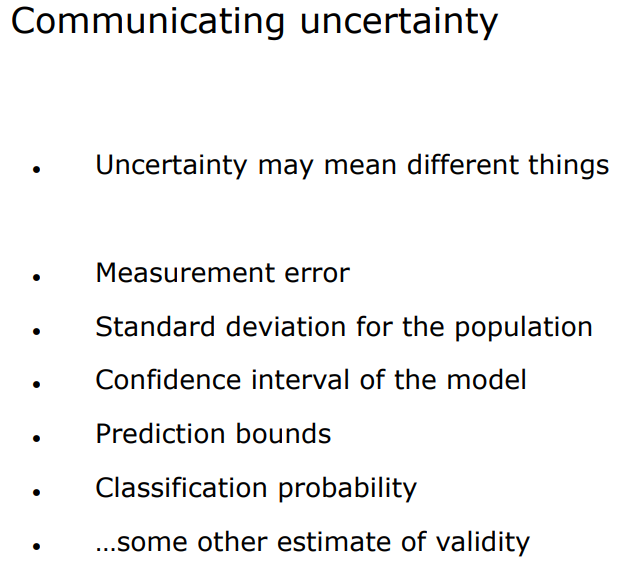 Communicating uncertainty
• Uncertainty may mean different things
• Measurement error
• Standard deviation for the population
• Confidence interval of the model
• Prediction bounds
• Classification probability
• …some other estimate of validity